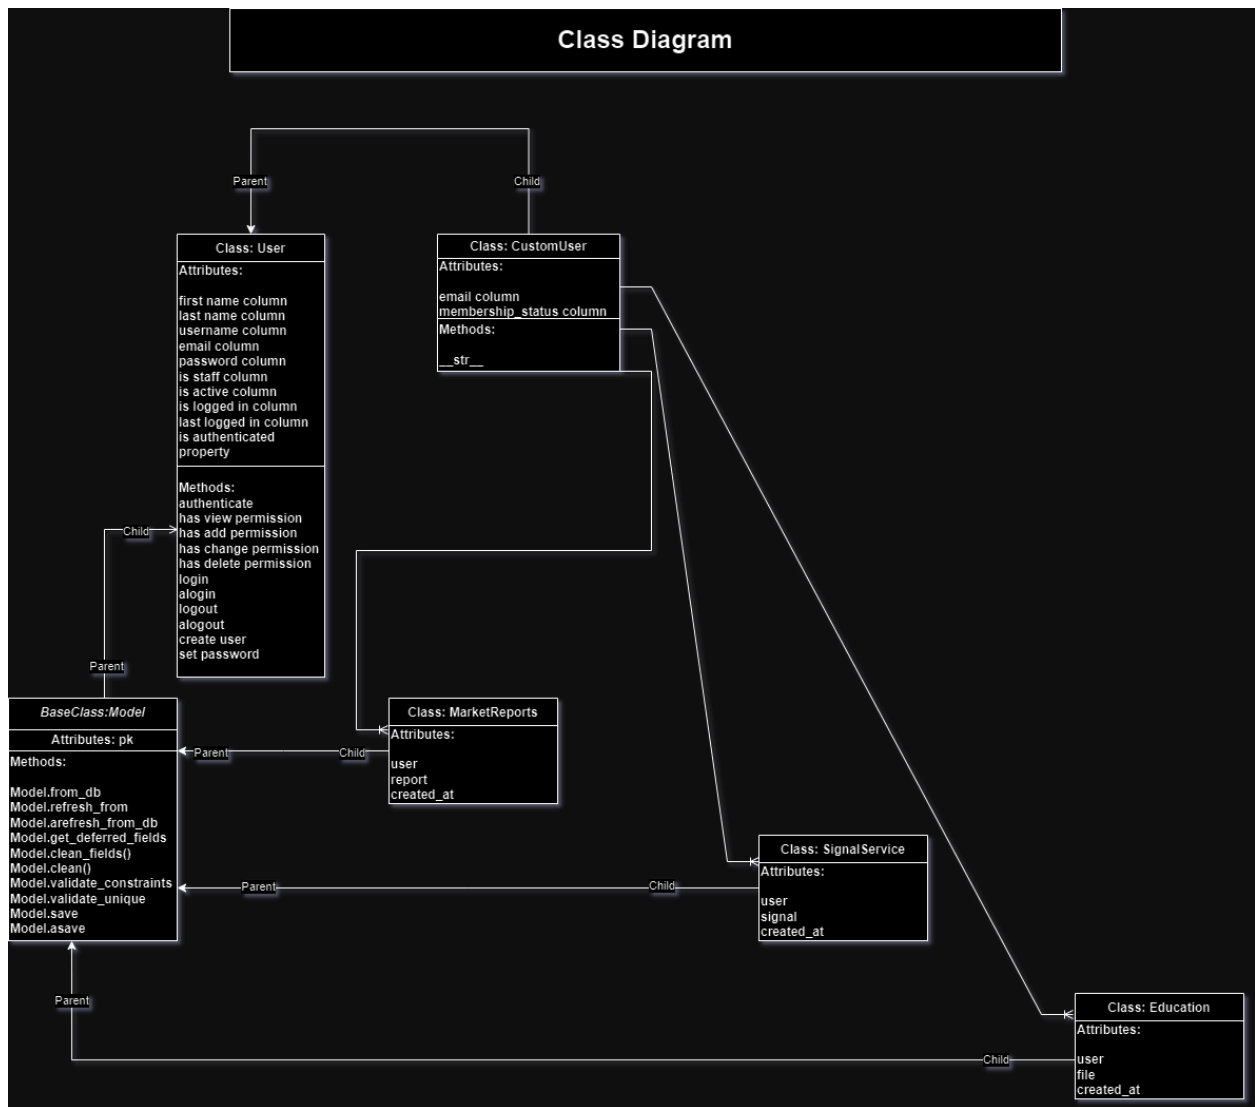 Class Diagram
Parent
Child
Class: User
Attributes:
first name column
last name column
username column
email column
password column
is staff column
is active column
is logged in column
last logged in column
is authenticated
property
Methods:
authenticate
has view permission
has add permission
has change permission
has delete permission
login
alogin
logout
alogout
create user
set password
Class: CustomUser
Attributes:
email column
membership_status column
Methods:
__str__
Child
Parent
BaseClass:Model
Attributes: pk
Methods:
Model.from_db
Model.refresh_from
Model.arefresh_from_db
Model.get_deferred_fields
Model.clean_fields()
Model.clean()
Model.validate_constraints
Model.validate_unique
Model.save
Model.asave
Class: MarketReports
Attributes:
user
report
created_at
Parent
Child
Class: SignalService
Attributes:
user
signal
created_at
Parent
Child
Class: Education
Attributes:
user
file
created_at
Parent
Child